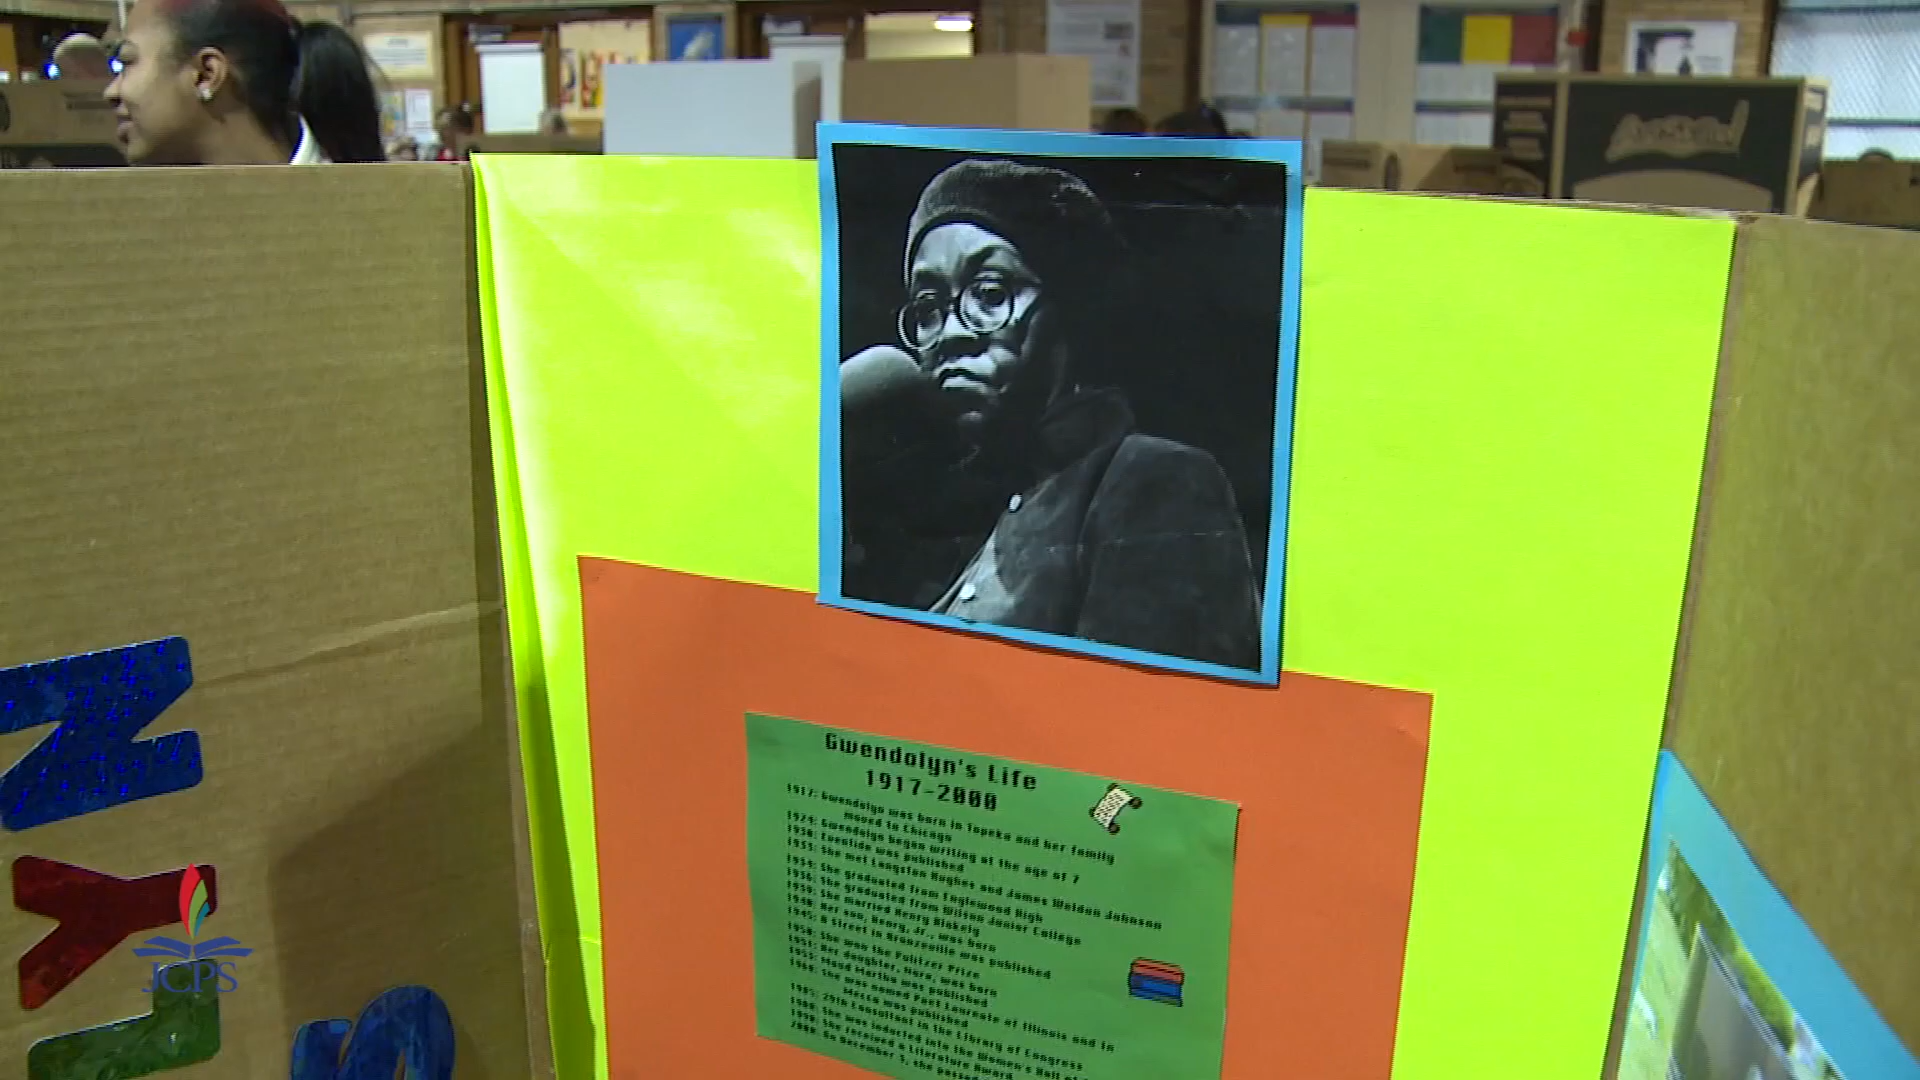 Gwendolyn's Life
1917-2000
1917: Gwendolyn was born in Topeka and her family
moved to Chicago
1924: Gwendolyn began writing at the age of 7
1930: Eventide was published
1933: She met Langston Hughes and James Weldon Johnson
1934: She graduated from Englewood High
1936: She graduated from Wilson Junior College
1939: She married Henry Blakely
1940: Her son, Henry, Jr., was born
1945: A Street in Bronzeville was published
1950: She won the Pulitzer Prize
1951: Her daughter, Nora, was born
1953: Maud Martha was published
1968: She was named Poet Laureate of Illinois and In
Mecca was published
1985: 29th Consultant in the Library of Congress
1988: She was inducted into the Women's Hall of
She received a Literature Award
2000: On December 3, she passed
N
Y
L
S
JCPS